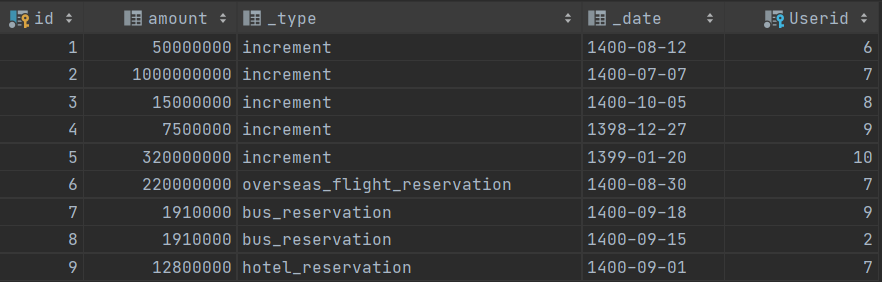 id amount _type _date Userid
1 50000000 increment 1400-08-12 6
2 1000000000 increment 1400-07-07 7
3 15000000 increment 1400-10-05 8
4 7500000 increment 1398-12-27 9
5 320000000 increment 1399-01-20 10
6 220000000 overseas_flight_reservation 1400-08-30 7
7 1910000 bus_reservation 1400-09-18 9
8 1910000 bus_reservation 1400-09-15 2
9 12800000 hotel_reservation 1400-09-01 7